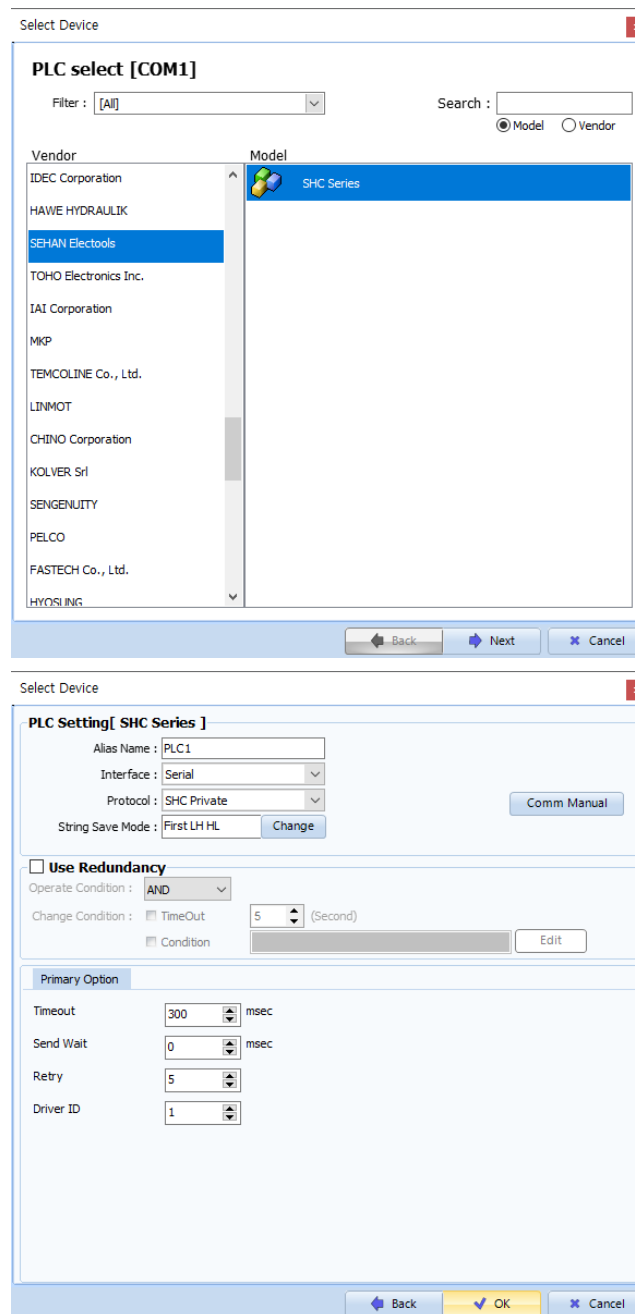 Select Device
PLC select [COM1]
Filter : [All] Search :
Model Vendor
Vendor Model
IDEC Corporation
SHC Series
HAWE HYDRAULIK
SEHAN Electools
TOHO Electronics Inc.
IAI Corporation
MKP
TEMCOLINE Co., Ltd.
LINMOT
CHINO Corporation
KOLVER Srl
SENGENUITY
PELCO
FASTECH Co., Ltd.
HYOSUNG
Back Next Cancel
Select Device
PLC Setting[ SHC Series ]
Alias Name : PLC1
Interface : Serial
Protocol : SHC Private Comm Manual
String Save Mode : First LH HL Change
Use Redundancy
Operate Condition : AND
Change Condition : TimeOut 5 (Second)
Condition Edit
Primary Option
Timeout 300 msec
Send Wait 0 msec
Retry 5
Driver ID 1
Back OK Cancel